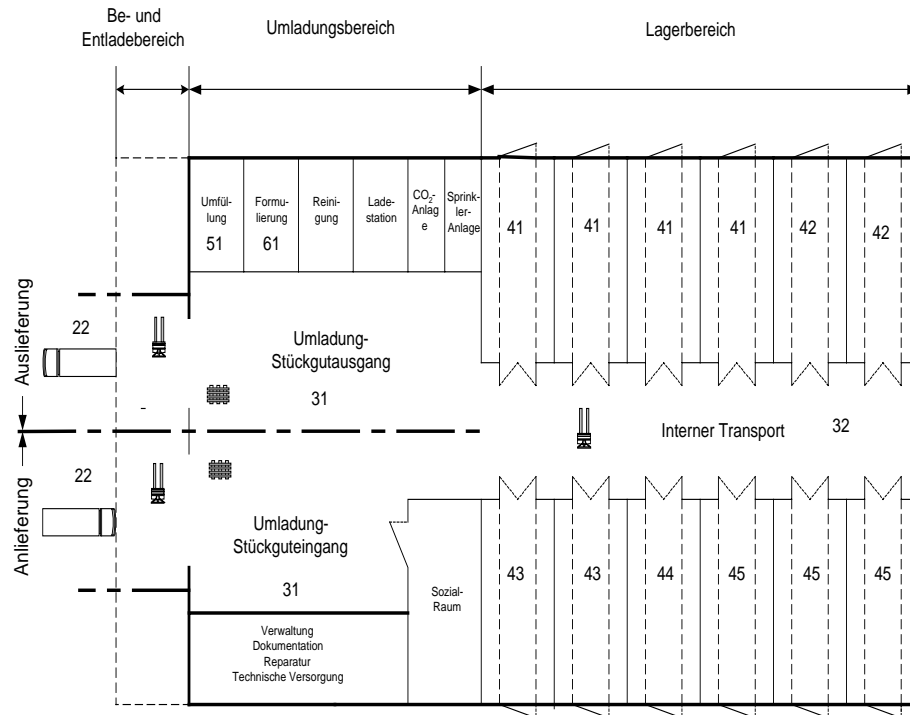 Be- und
Entladebereich
Umladungsbereich
Lagerbereich
Umfül-
lung
51
Formu-
lierung
61
Reini-
gung
Lade-
station
CO₂-
Anlag
e
Sprink-
ler-
Anlage
41
41
41
41
42
42
22
Auslieferung
Umladung-
Stückgutausgang
31
Interner Transport
32
22
Anlieferung
Umladung-
Stückguteingang
31
Sozial-
Raum
43
43
44
45
45
45
Verwaltung
Dokumentation
Reparatur
Technische Versorgung